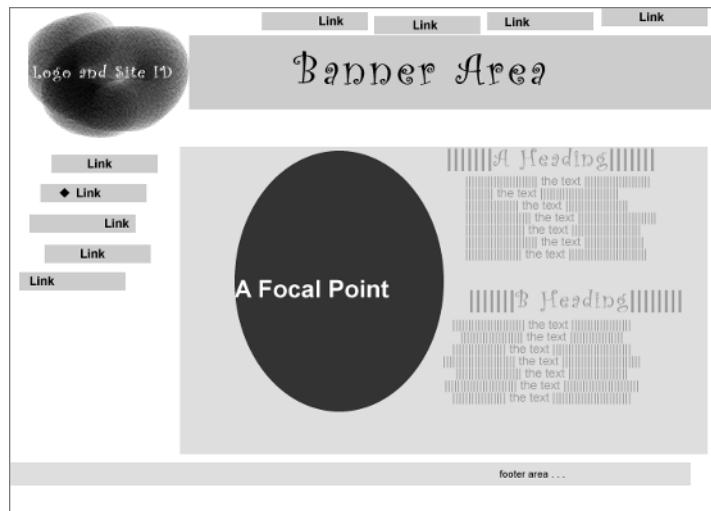 Link
Link
Link
Link
Logo and Site ID
Banner Area
Link
◆ Link
Link
Link
Link
A Focal Point
||||||||A Heading||||||||
the text
the text
the text
the text
the text
the text
the text
||||||||B Heading|||||||||
the text
the text
the text
the text
the text
the text
the text
footer area . . .